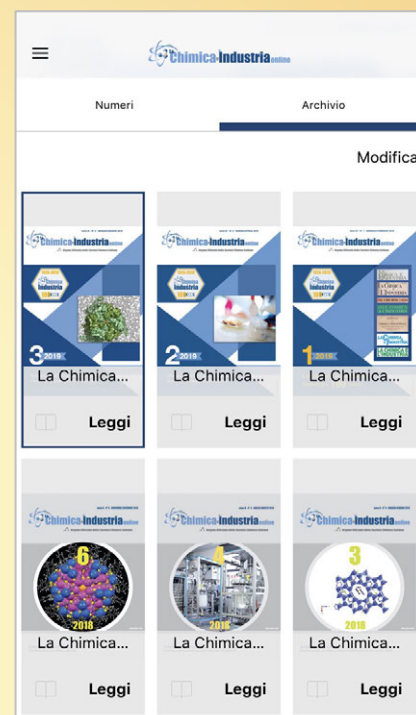 la Chimica e l'Industria online
Numeri
Archivio
Modifica
Chimica e l'Industria online
Chimica e l'Industria online
Chimica e l'Industria online
3 2019
2 2019
1 2019
La Chimica...
La Chimica...
La Chimica...
Leggi
Leggi
Leggi
Chimica e l'Industria online
Chimica e l'Industria online
Chimica e l'Industria online
6
4
3
2018
2018
2018
La Chimica...
La Chimica...
La Chimica...
Leggi
Leggi
Leggi